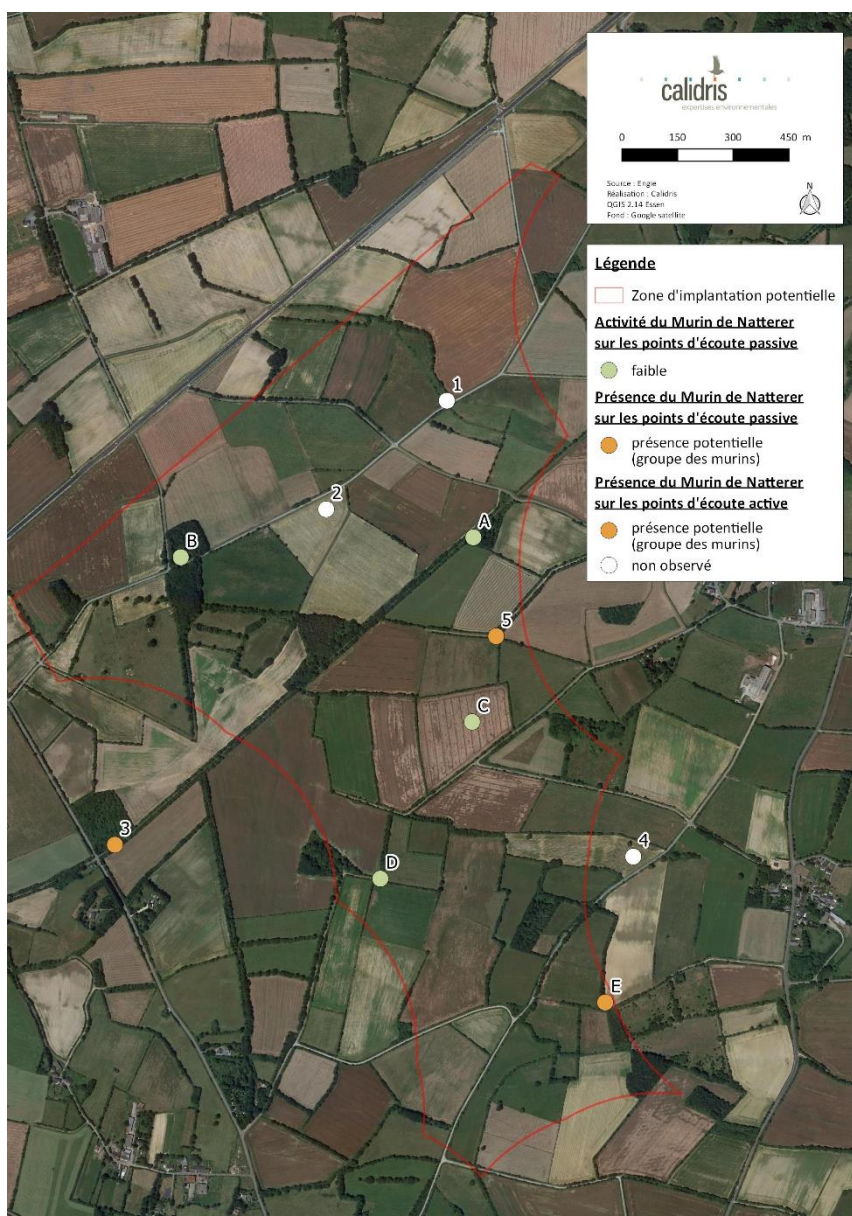 calidris
expertises environnementales
0 150 300 450 m
Source : Engie
Réalisation : Calidris
QGIS 2.14 Essen
Fond : Google satellite
N
Légende
Zone d'implantation potentielle
Activité du Murin de Natterer
sur les points d'écoute passive
faible
Présence du Murin de Natterer
sur les points d'écoute passive
présence potentielle
(groupe des murins)
Présence du Murin de Natterer
sur les points d'écoute active
présence potentielle
(groupe des murins)
non observé
1
2
A
B
5
C
3
4
D
E